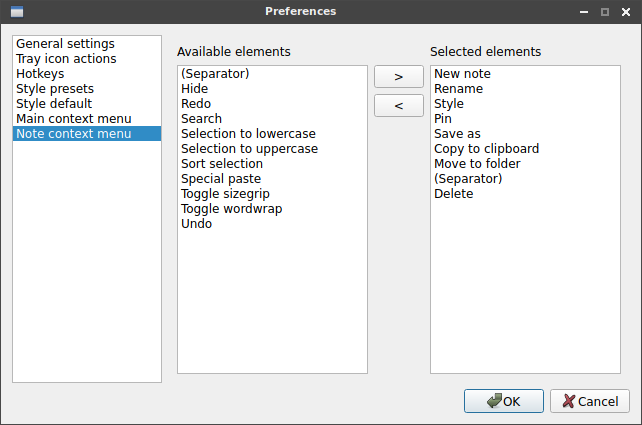 Preferences
General settings
Tray icon actions
Hotkeys
Style presets
Style default
Main context menu
Note context menu
Available elements
(Separator)
Hide
Redo
Search
Selection to lowercase
Selection to uppercase
Sort selection
Special paste
Toggle sizegrip
Toggle wordwrap
Undo
>
<
Selected elements
New note
Rename
Style
Pin
Save as
Copy to clipboard
Move to folder
(Separator)
Delete
OK
Cancel